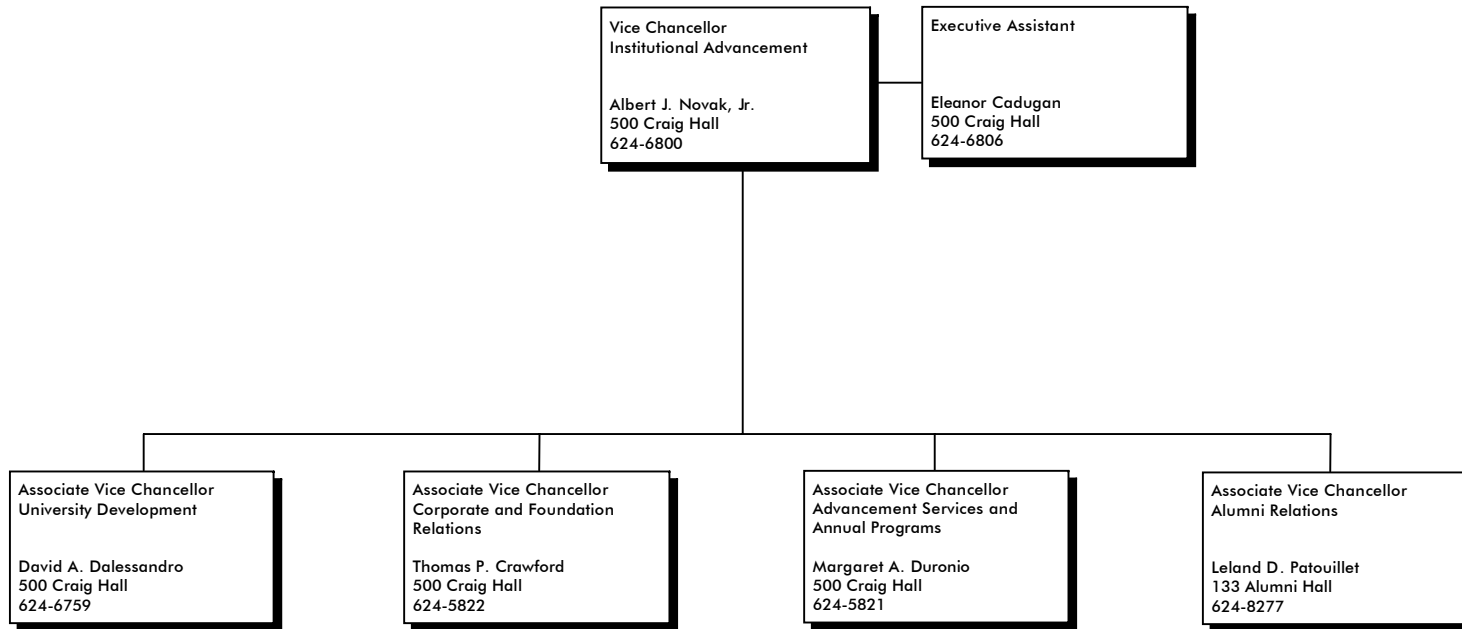 Vice Chancellor
Institutional Advancement
Albert J. Novak, Jr.
500 Craig Hall
624-6800
Executive Assistant
Eleanor Cadugan
500 Craig Hall
624-6806
Associate Vice Chancellor
University Development
David A. Dalessandro
500 Craig Hall
624-6759
Associate Vice Chancellor
Corporate and Foundation
Relations
Thomas P. Crawford
500 Craig Hall
624-5822
Associate Vice Chancellor
Advancement Services and
Annual Programs
Margaret A. Duronio
500 Craig Hall
624-5821
Associate Vice Chancellor
Alumni Relations
Leland D. Patouillet
133 Alumni Hall
624-8277